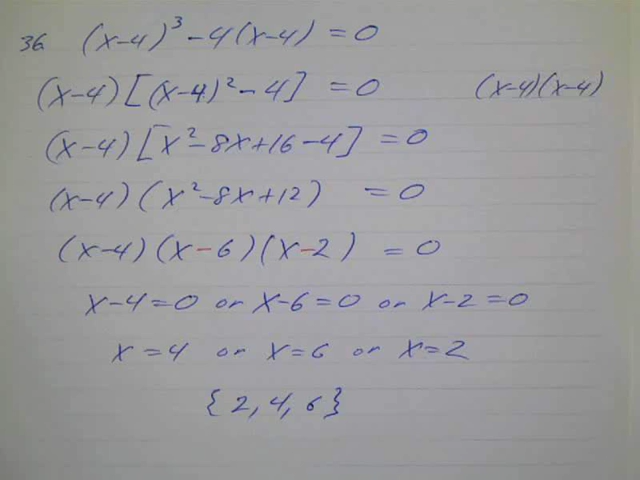 36 (x-4)³ - 4(x-4) = 0
(x-4)[(x-4)² - 4] = 0 (x-4)(x-4)
(x-4)[x²-8x+16-4] = 0
(x-4)(x²-8x+12) = 0
(x-4)(x-6)(x-2) = 0
x-4=0 or x-6=0 or x-2=0
x=4 or x=6 or x=2
{2,4,6}